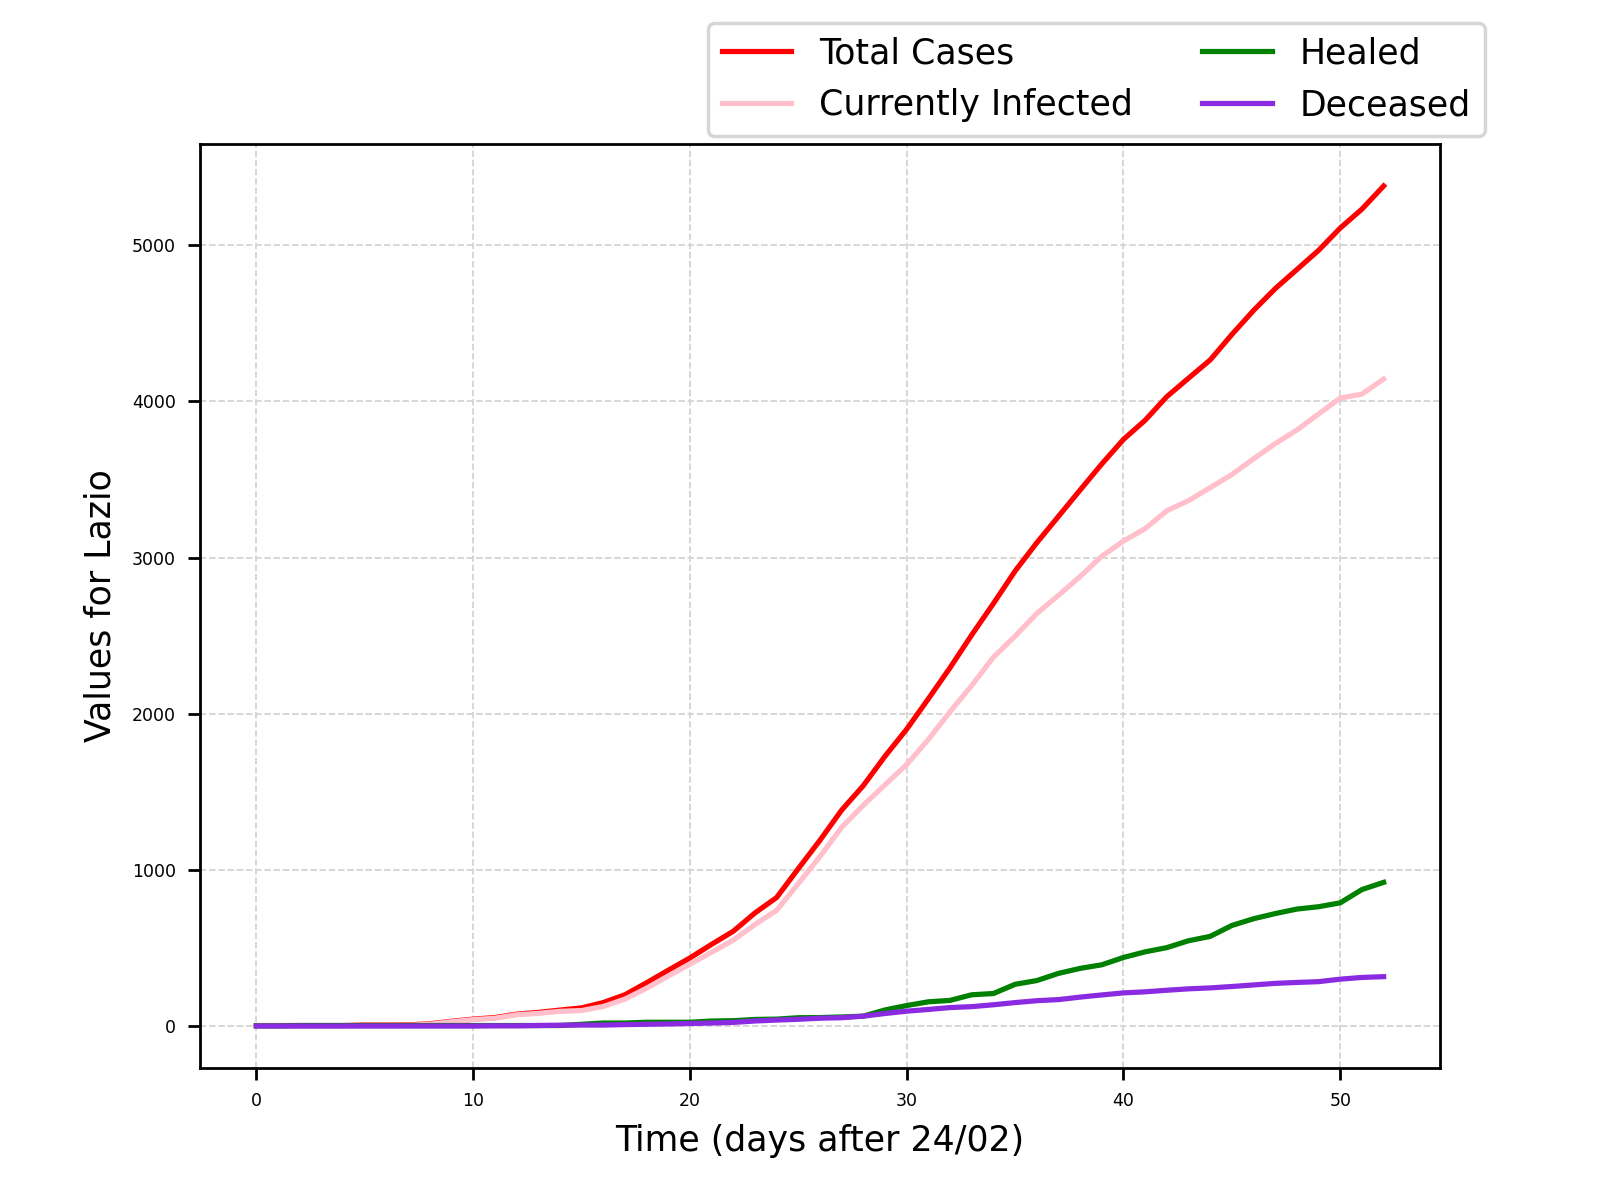 Total Cases
Currently Infected
Healed
Deceased
5000
4000
3000
2000
1000
0
Values for Lazio
0 10 20 30 40 50
Time (days after 24/02)